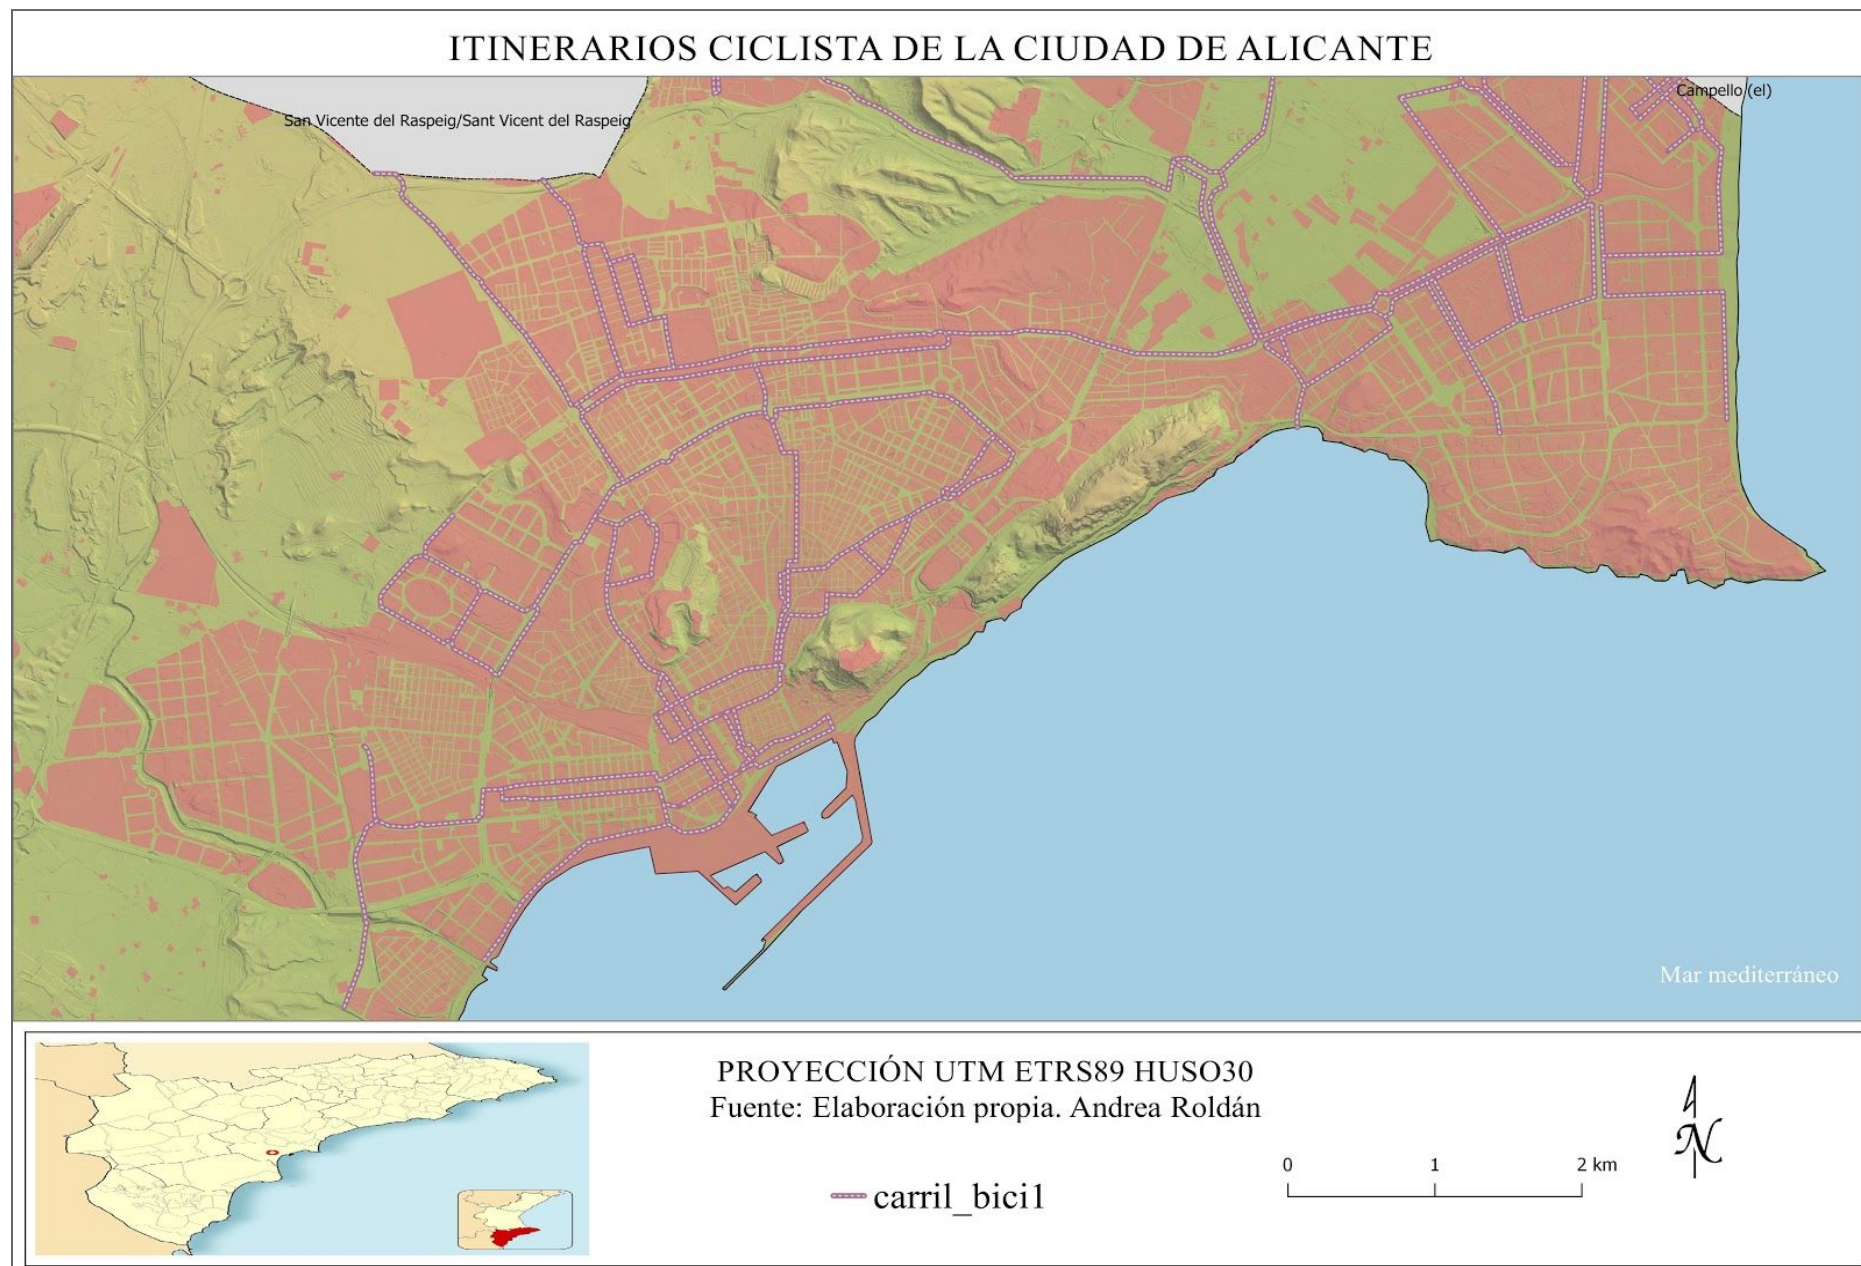 ITINERARIOS CICLISTA DE LA CIUDAD DE ALICANTE
Campello (el)
San Vicente del Raspeig/Sant Vicent del Raspeig
Mar mediterráneo
PROYECCIÓN UTM ETRS89 HUSO30
Fuente: Elaboración propia. Andrea Roldán
carril_bici1
0 1 2 km
N